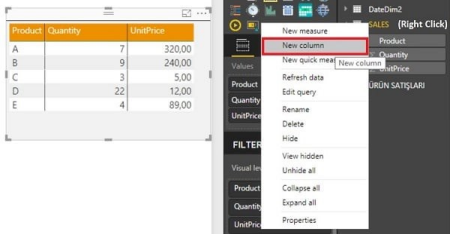 Product Quantity UnitPrice
A 7 320,00
B 9 240,00
C 3 5,00
D 22 12,00
E 4 89,00
Values
Product
Quantity
UnitPrice
FILTER
Visual lev
Product
Quantity
UnitPric
New measure
New column
New quick meas
New column
Refresh data
Edit query
Rename
Delete
Hide
View hidden
Unhide all
Collapse all
Expand all
Properties
DateDim2
SALES (Right Click)
Product
Quantity
UnitPrice
ÜRÜN SATIŞLARI